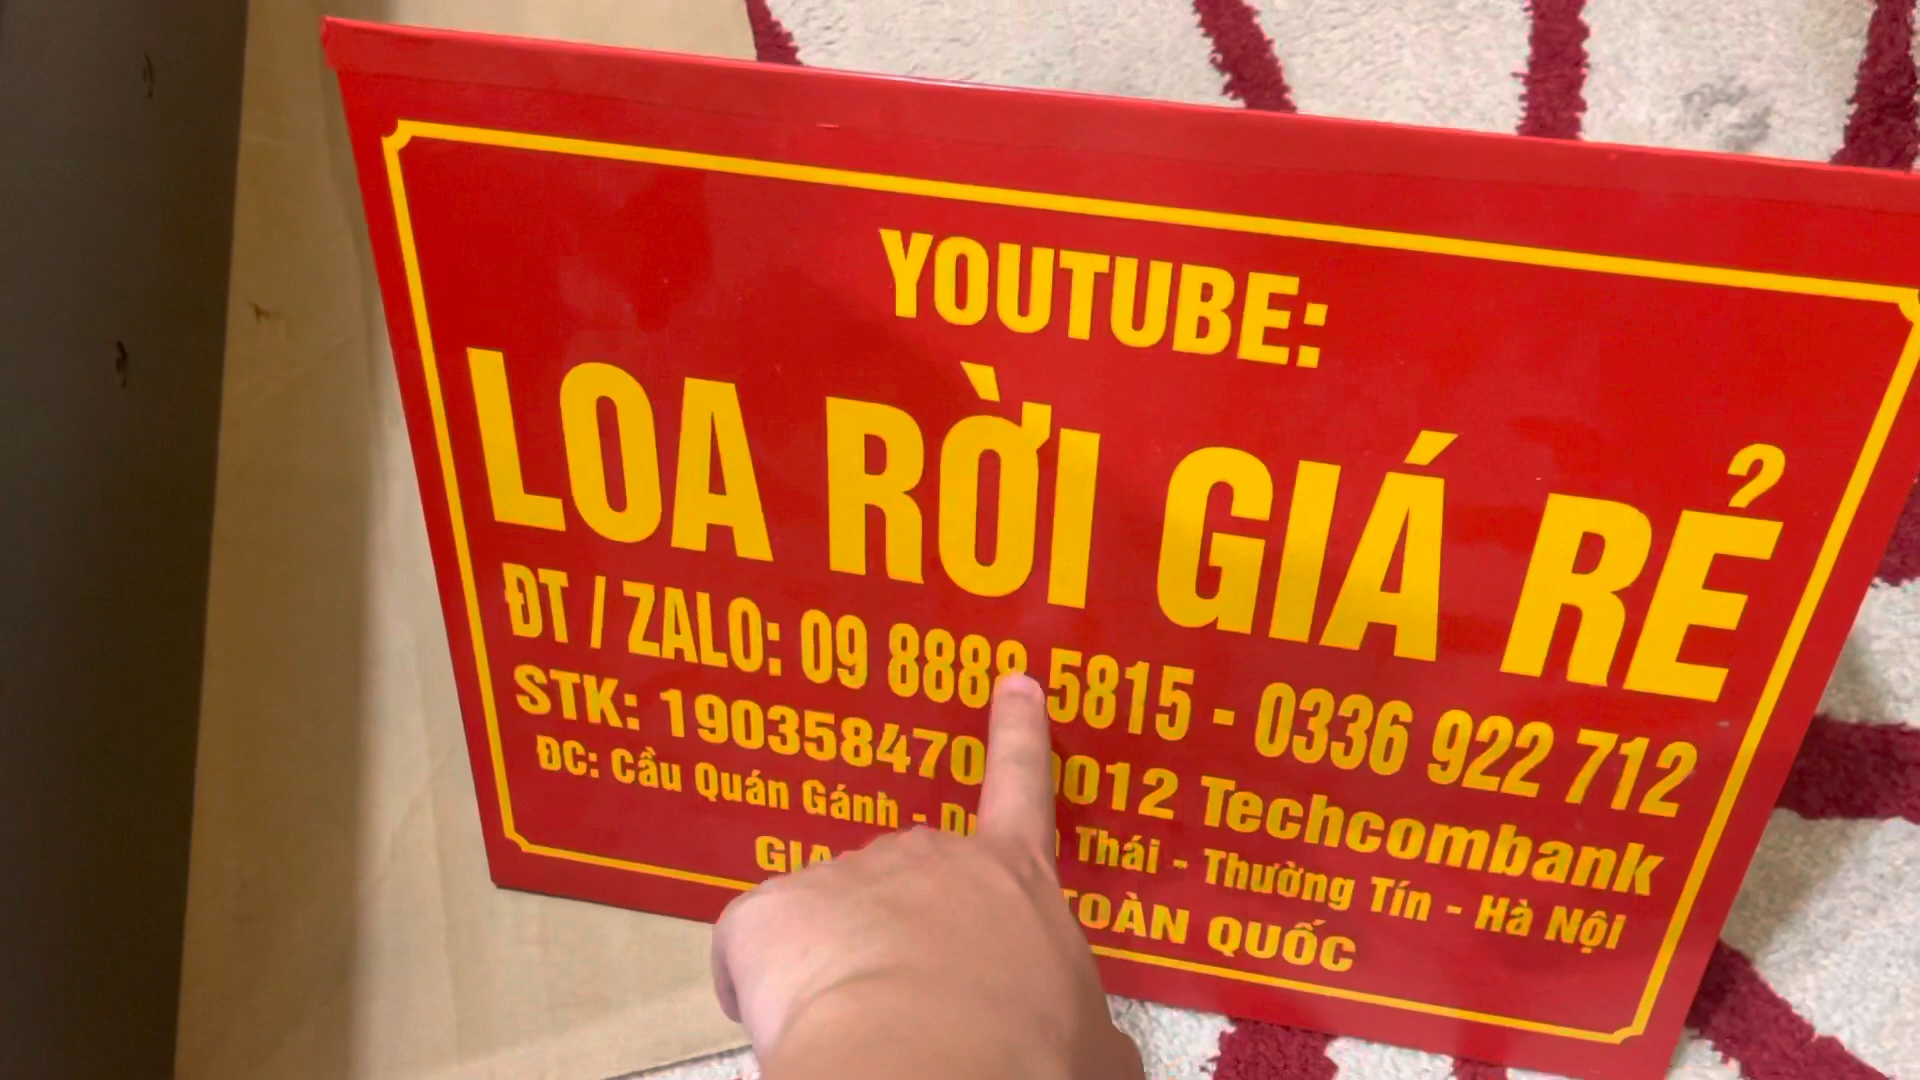 YOUTUBE:
LOA RỜI GIÁ RẺ
ĐT / ZALO: 09 8888 5815 - 0336 922 712
STK: 190358470 012 Techcombank
ĐC: Cầu Quán Gánh - Thái - Thường Tín - Hà Nội
TOÀN QUỐC